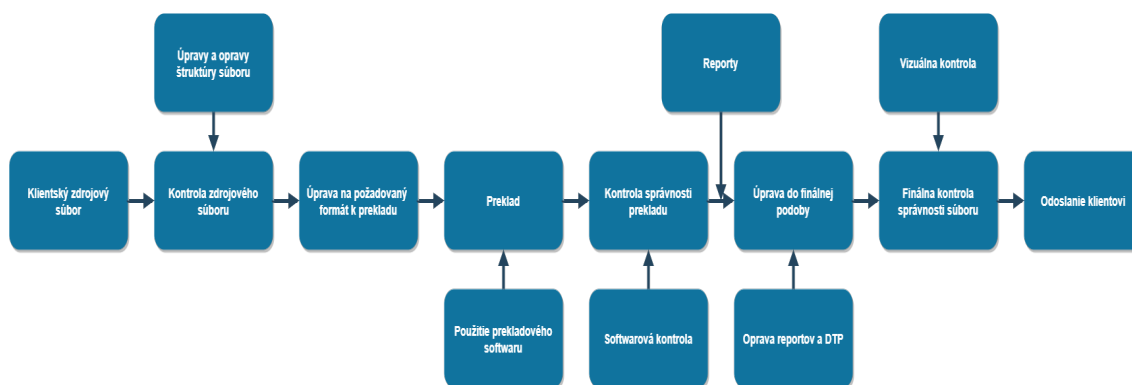 Úpravy a opravy
štruktúry súboru
Reporty
Vizuálna kontrola
Klientský zdrojový
súbor
Kontrola zdrojového
súboru
Úprava na požadovaný
formát k prekladu
Preklad
Kontrola správnosti
prekladu
Úprava do finálnej
podoby
Finálna kontrola
správnosti súboru
Odoslanie klientovi
Použitie prekladového
softwaru
Softwarová kontrola
Oprava reportov a DTP